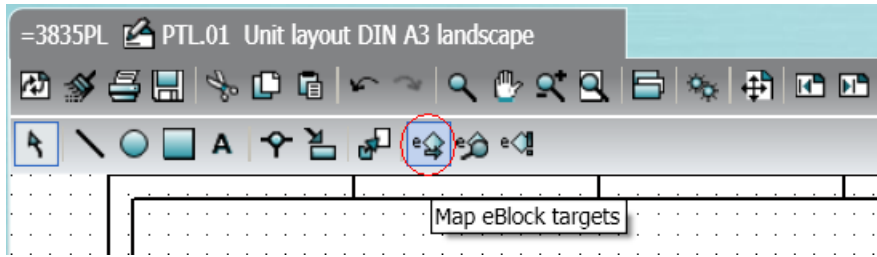 =3835PL PTL.01 Unit layout DIN A3 landscape
A
e e e
Map eBlock targets